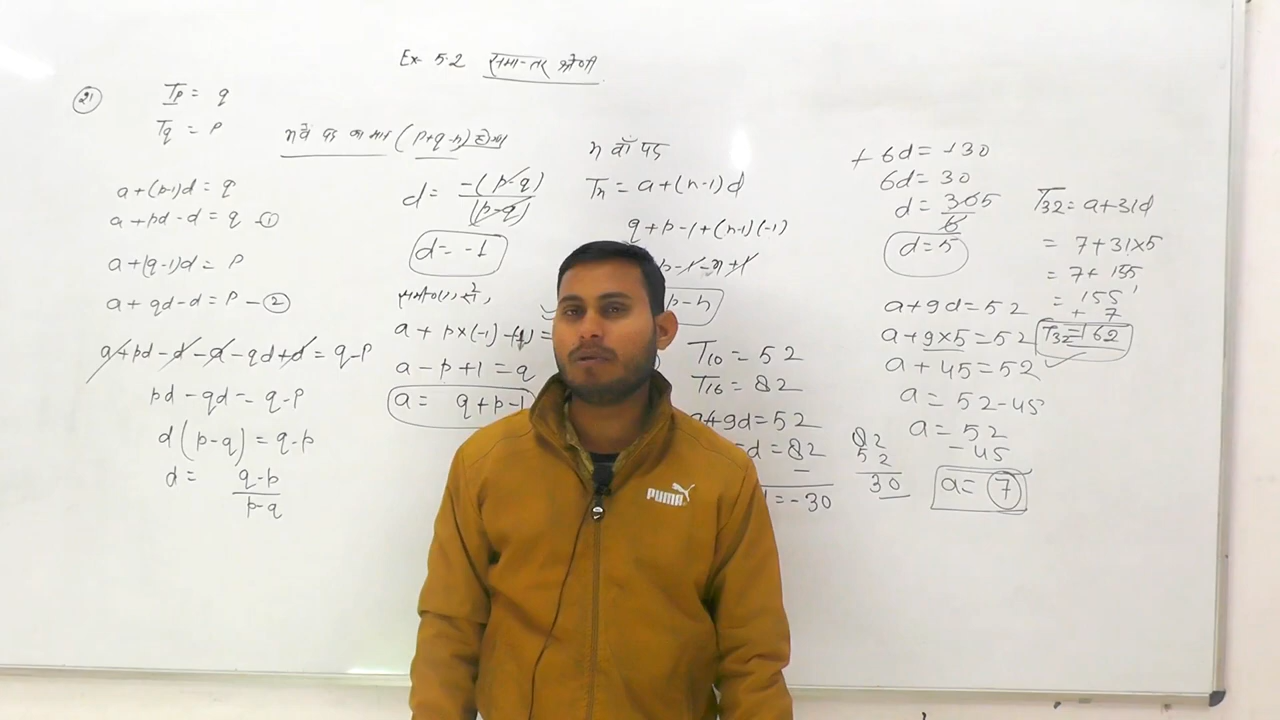 Ex- 5.2 समान्तर श्रेणी
21
Tp = q
Tq = p
n वें पद का मान (p+q-n) होगा
a+(p-1)d = q
a + pd - d = q -①
a+(q-1)d = p
a + qd - d = p -②
a+pd-d-a-qd+d = q-p
pd - qd = q-p
d(p-q) = q-p
d = q-p
p-q
d = -(p-q)
(p-q)
d = -1
a + p×(-1)
a - p + 1 = q
a = q+p-1
n वाँ पद
Tn = a+(n-1)d
q+p-1+(n-1)(-1)
p-1-n+1
p-n
T10 = 52
T16 = 82
a+9d = 52
d = 82
-
= -30
82
52
30
+6d = +30
6d = 30
d = 30 5
6
d = 5
a+9d = 52
a+9×5 = 52
a + 45 = 52
a = 52-45
a = 52
- 45
a = 7
T32 = a+31d
= 7+31×5
= 7+155
= 155
+ 7
T32 = 162
PUMA